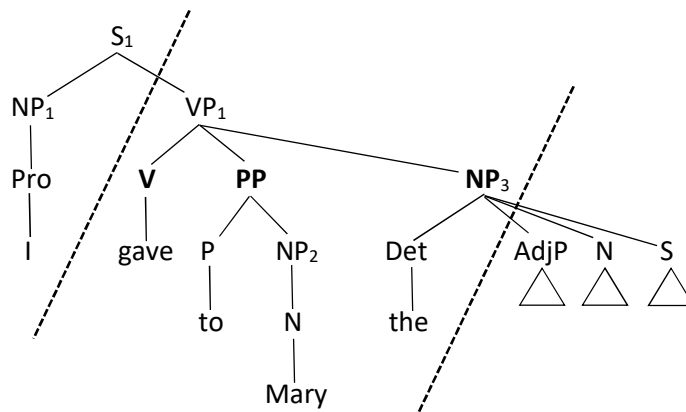 S₁
NP₁ VP₁
Pro V PP NP₃
I gave P NP₂ Det AdjP N S
to N the
Mary